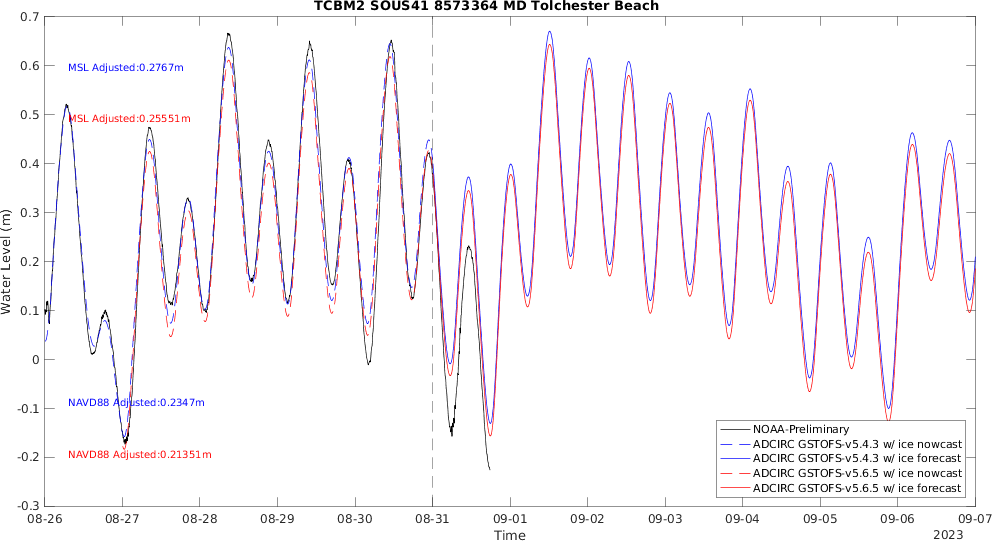 TCBM2 SOUS41 8573364 MD Tolchester Beach
0.7
0.6
0.5
0.4
0.3
0.2
0.1
0
-0.1
-0.2
-0.3
Water Level (m)
MSL Adjusted:0.2767m
MSL Adjusted:0.25551m
NAVD88 Adjusted:0.2347m
NAVD88 Adjusted:0.21351m
NOAA-Preliminary
ADCIRC GSTOFS-v5.4.3 w/ ice nowcast
ADCIRC GSTOFS-v5.4.3 w/ ice forecast
ADCIRC GSTOFS-v5.6.5 w/ ice nowcast
ADCIRC GSTOFS-v5.6.5 w/ ice forecast
08-26 08-27 08-28 08-29 08-30 08-31 09-01 09-02 09-03 09-04 09-05 09-06 09-07
Time
2023